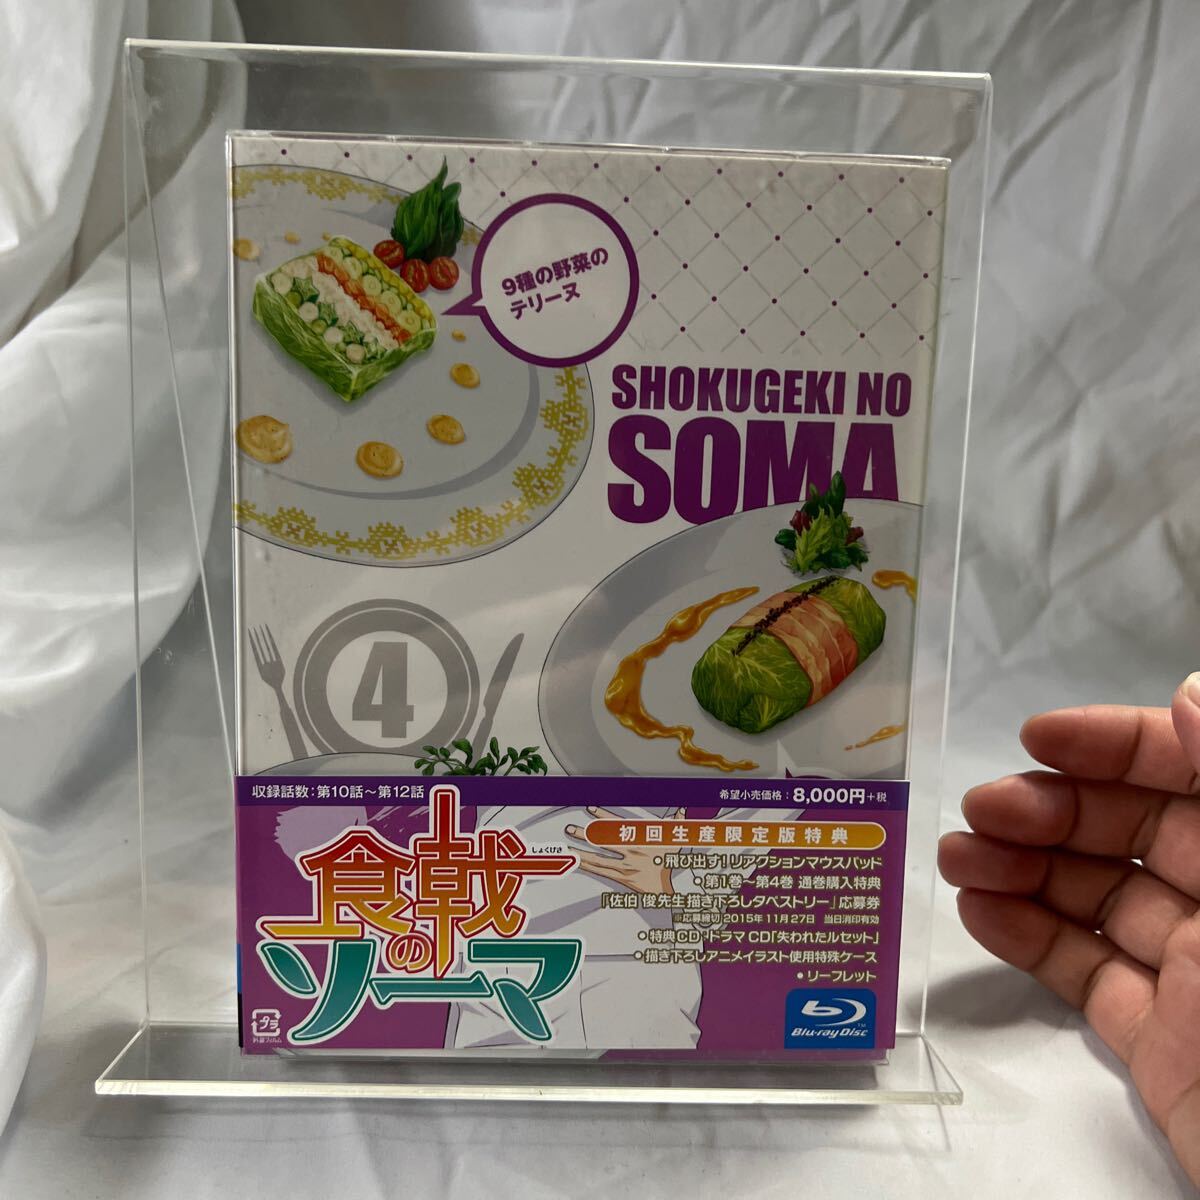 9種の野菜の
テリーヌ
SHOKUGEKI NO
SOMA
4
収録話数：第10話～第12話
希望小売価格：8,000円+税
食戟の
しょくげき
ソーマ
初回生産限定版特典
・飛び出す！リアクションマウスパッド
・第1巻～第4巻 通巻購入特典
『佐伯 俊先生描き下ろしタペストリー』応募券
※応募締切 2015年11月27日 当日消印有効
・特典CD・ドラマCD「失われたルセット」
・描き下ろしアニメイラスト使用特殊ケース
・リーフレット
プラ
外装フィルム
Blu-ray Disc
TM